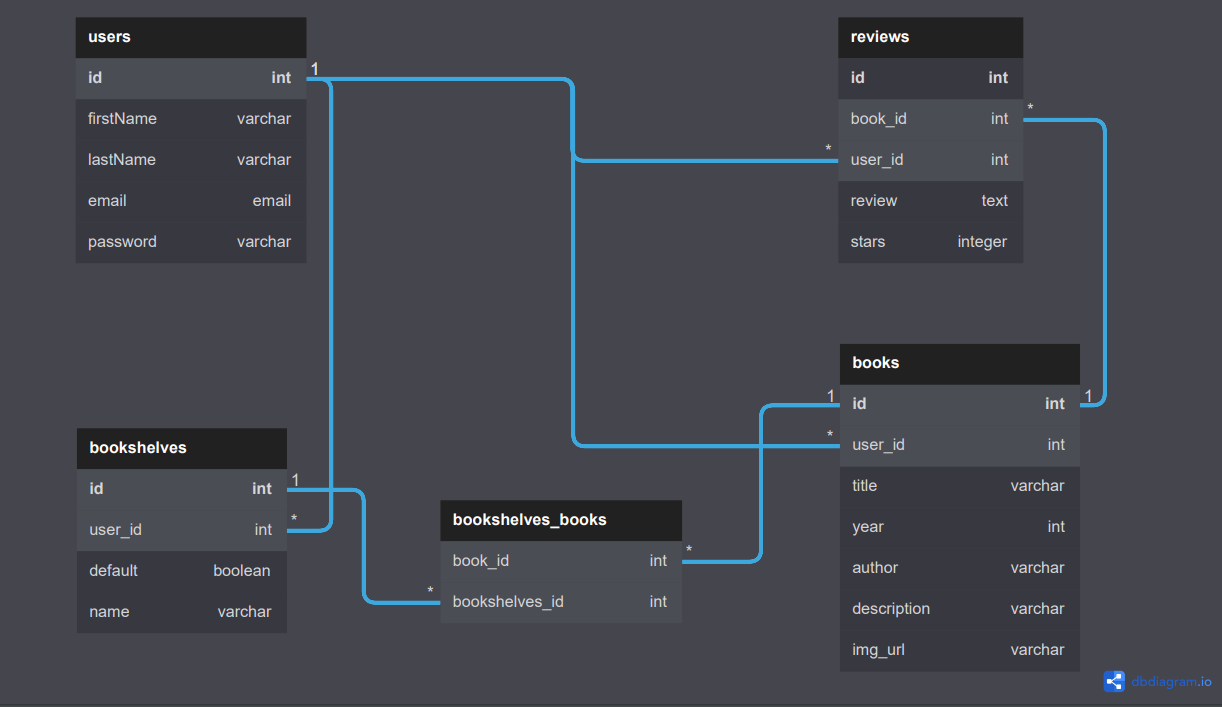 users
id int
firstName varchar
lastName varchar
email email
password varchar
1
reviews
id int
book_id int
user_id int
review text
stars integer
*
*
books
id int
user_id int
title varchar
year int
author varchar
description varchar
img_url varchar
1
1
*
bookshelves
id int
user_id int
default boolean
name varchar
1
*
bookshelves_books
book_id int
bookshelves_id int
*
*
dbdiagram.io